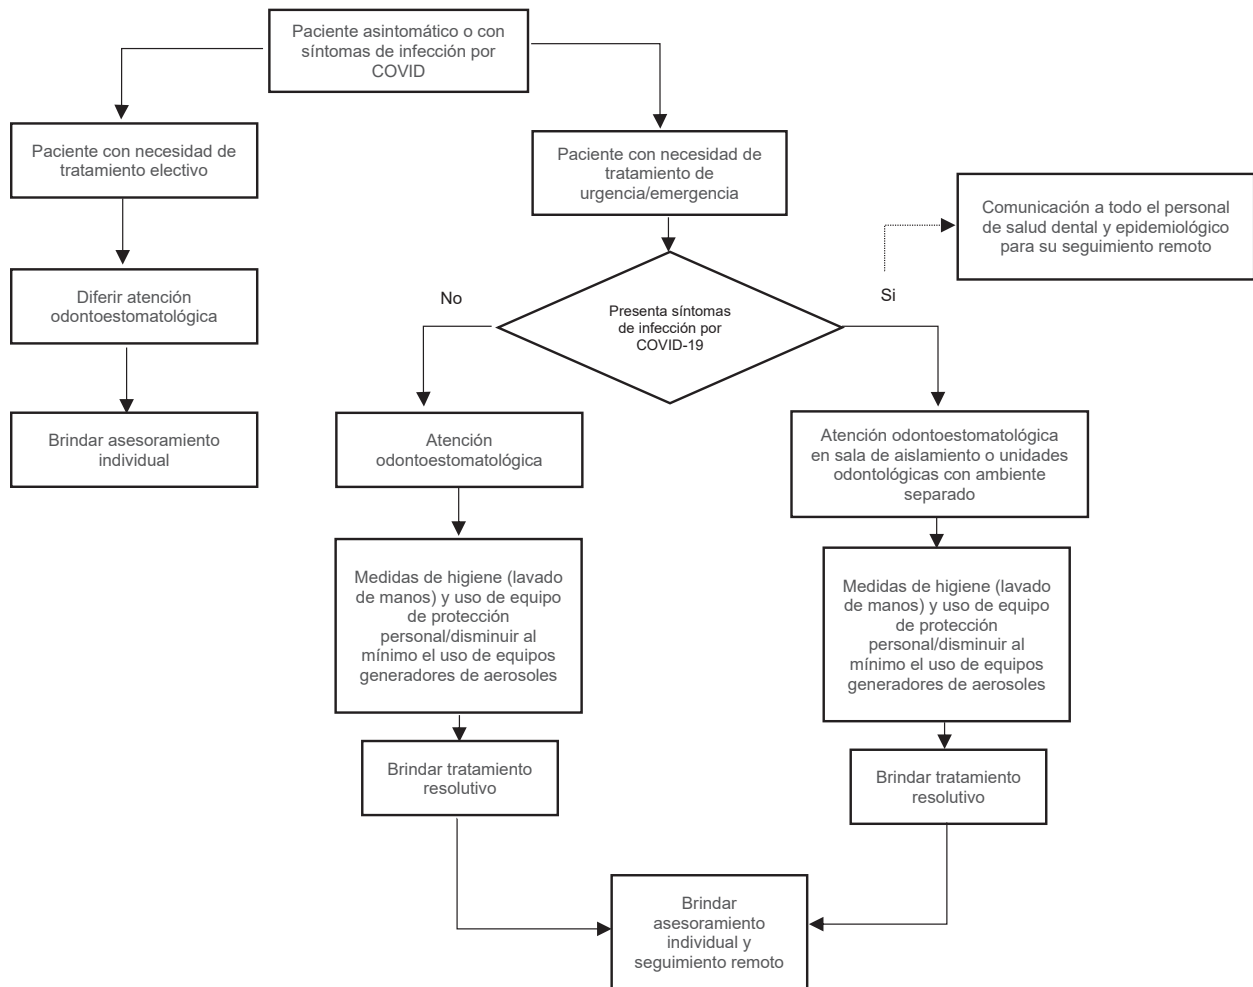 Paciente asintomático o con
síntomas de infección por
COVID
Paciente con necesidad de
tratamiento electivo
Paciente con necesidad de
tratamiento de
urgencia/emergencia
Comunicación a todo el personal
de salud dental y epidemiológico
para su seguimiento remoto
Diferir atención
odontoestomatológica
No
Si
Presenta síntomas
de infección por
COVID-19
Brindar asesoramiento
individual
Atención
odontoestomatológica
Atención odontoestomatológica
en sala de aislamiento o unidades
odontológicas con ambiente
separado
Medidas de higiene (lavado
de manos) y uso de equipo
de protección
personal/disminuir al
mínimo el uso de equipos
generadores de aerosoles
Medidas de higiene (lavado
de manos) y uso de equipo
de protección
personal/disminuir al
mínimo el uso de equipos
generadores de aerosoles
Brindar tratamiento
resolutivo
Brindar tratamiento
resolutivo
Brindar
asesoramiento
individual y
seguimiento remoto